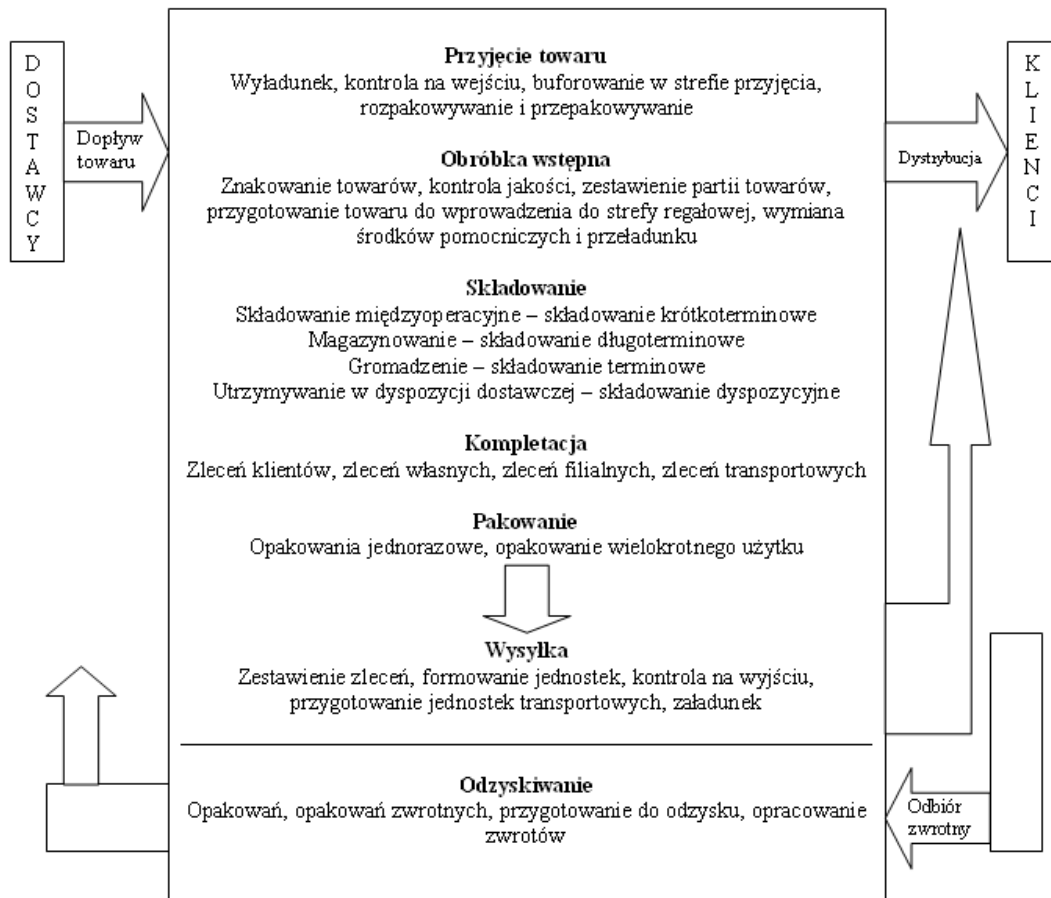 DOSTAWCY
Dopływ
towaru
Przyjęcie towaru
Wyładunek, kontrola na wejściu, buforowanie w strefie przyjęcia,
rozpakowywanie i przepakowywanie
Obróbka wstępna
Znakowanie towarów, kontrola jakości, zestawienie partii towarów,
przygotowanie towaru do wprowadzenia do strefy regałowej, wymiana
środków pomocniczych i przeładunku
Składowanie
Składowanie międzyoperacyjne – składowanie krótkoterminowe
Magazynowanie – składowanie długoterminowe
Gromadzenie – składowanie terminowe
Utrzymywanie w dyspozycji dostawczej – składowanie dyspozycyjne
Kompletacja
Zleceń klientów, zleceń własnych, zleceń filialnych, zleceń transportowych
Pakowanie
Opakowania jednorazowe, opakowanie wielokrotnego użytku
Wysyłka
Zestawienie zleceń, formowanie jednostek, kontrola na wyjściu,
przygotowanie jednostek transportowych, załadunek
Odzyskiwanie
Opakowań, opakowań zwrotnych, przygotowanie do odzysku, opracowanie
zwrotów
Dystrybucja
KLIENCI
Odbiór
zwrotny